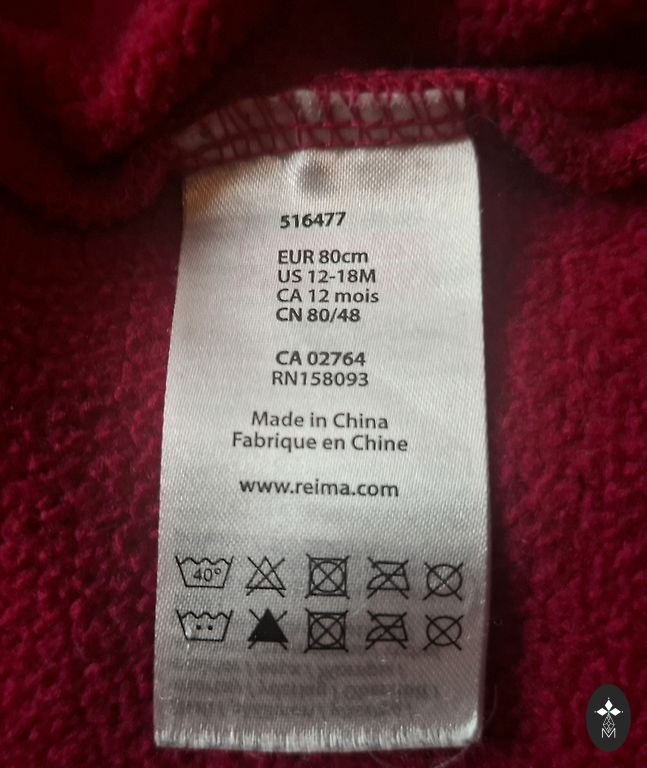 516477
EUR 80cm
US 12-18M
CA 12 mois
CN 80/48
CA 02764
RN158093
Made in China
Fabrique en Chine
www.reima.com
40°
M